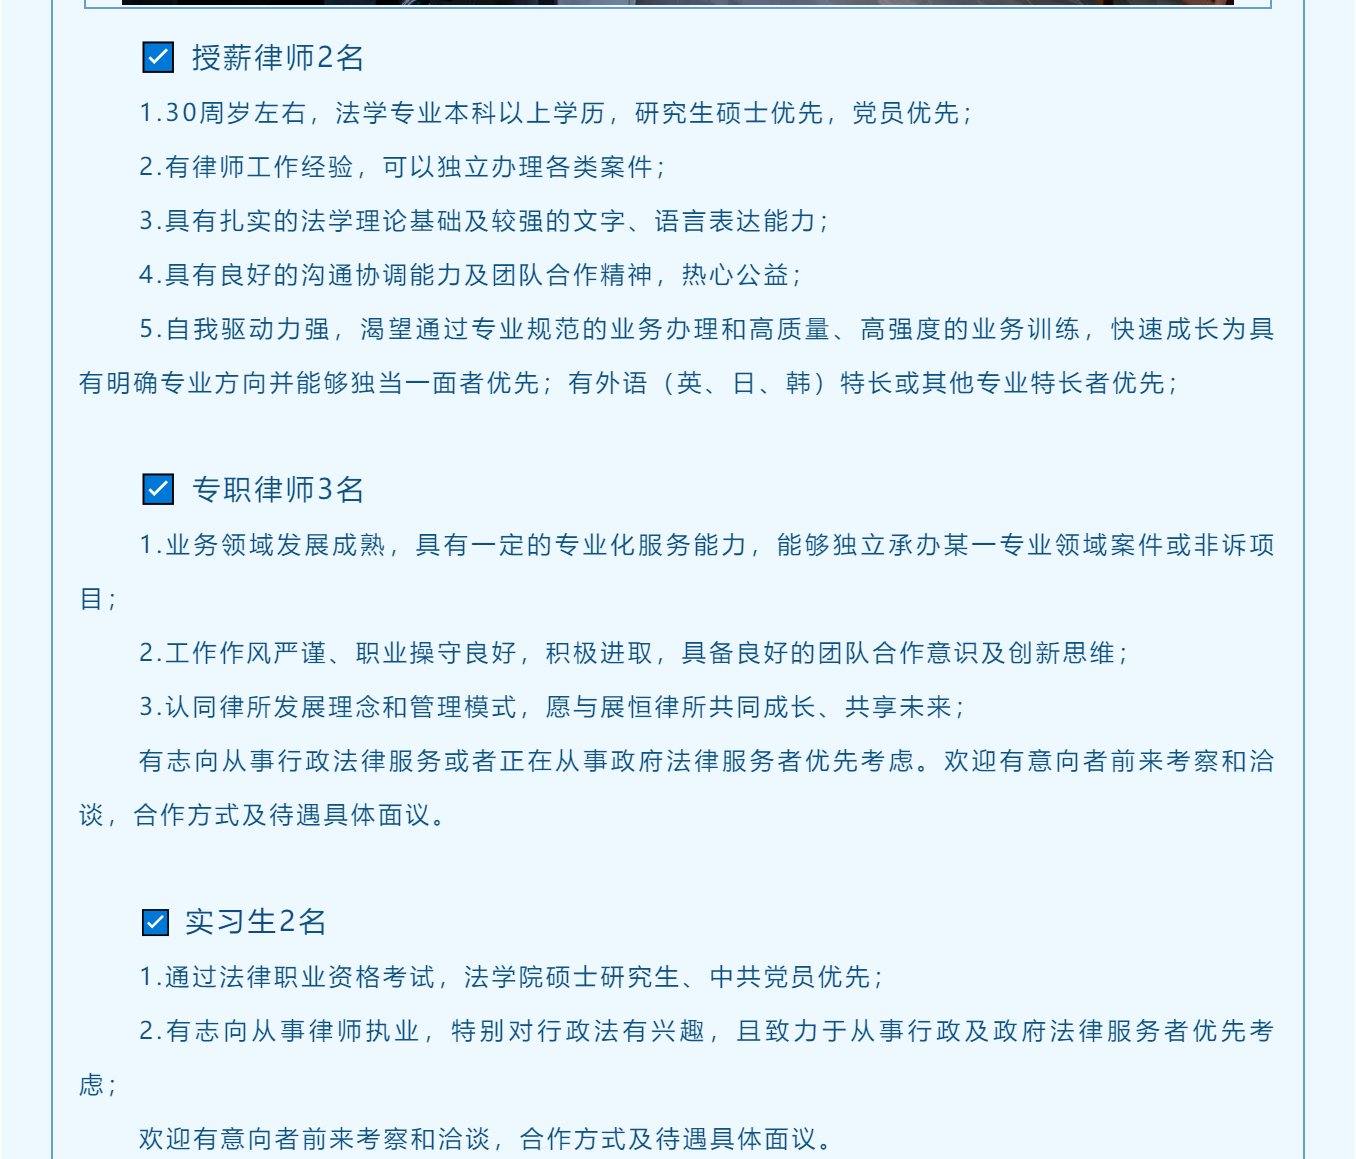 授薪律师2名
1.30周岁左右，法学专业本科以上学历，研究生硕士优先，党员优先；
2.有律师工作经验，可以独立办理各类案件；
3.具有扎实的法学理论基础及较强的文字、语言表达能力；
4.具有良好的沟通协调能力及团队合作精神，热心公益；
5.自我驱动力强，渴望通过专业规范的业务办理和高质量、高强度的业务训练，快速成长为具
有明确专业方向并能够独当一面者优先；有外语（英、日、韩）特长或其他专业特长者优先；
专职律师3名
1.业务领域发展成熟，具有一定的专业化服务能力，能够独立承办某一专业领域案件或非诉项
目；
2.工作作风严谨、职业操守良好，积极进取，具备良好的团队合作意识及创新思维；
3.认同律所发展理念和管理模式，愿与展恒律所共同成长、共享未来；
有志向从事行政法律服务或者正在从事政府法律服务者优先考虑。欢迎有意向者前来考察和洽
谈，合作方式及待遇具体面议。
实习生2名
1.通过法律职业资格考试，法学院硕士研究生、中共党员优先；
2.有志向从事律师执业，特别对行政法有兴趣，且致力于从事行政及政府法律服务者优先考
虑；
欢迎有意向者前来考察和洽谈，合作方式及待遇具体面议。